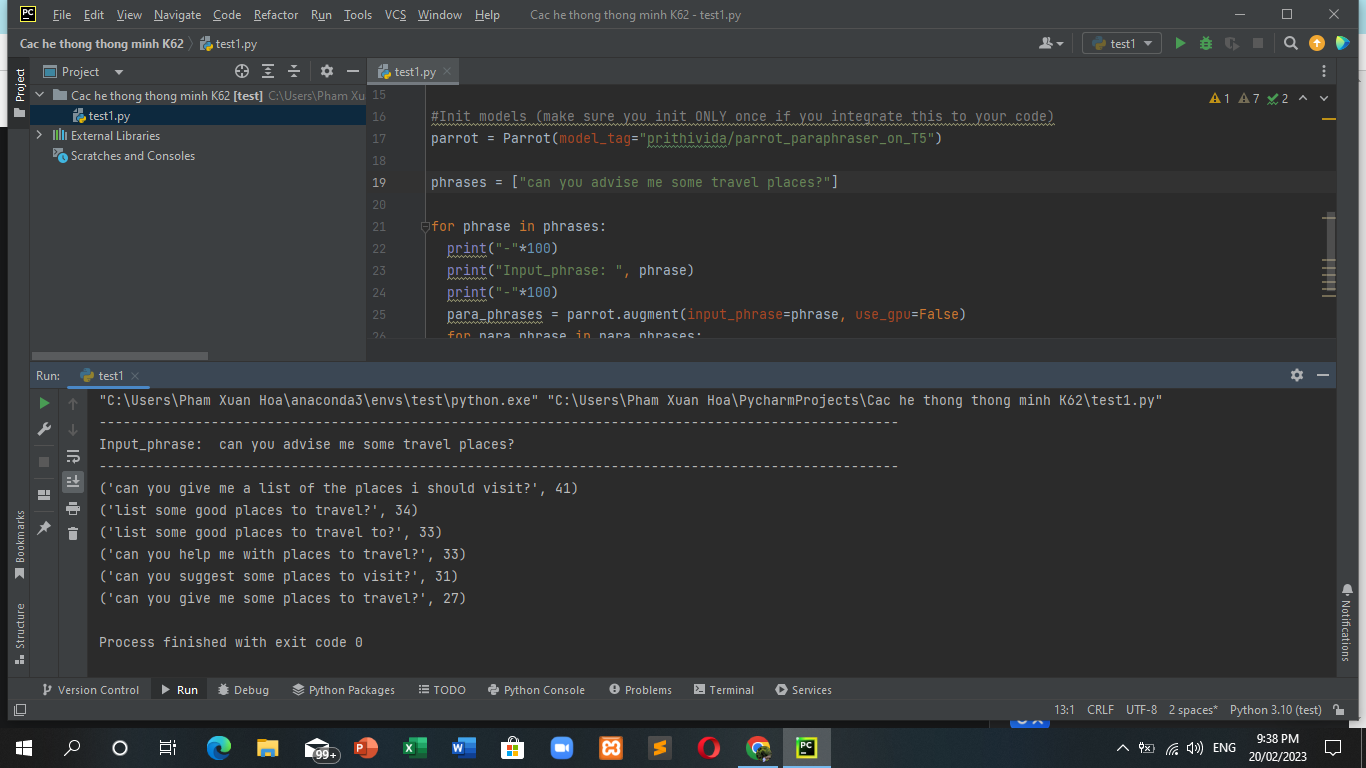 File Edit View Navigate Code Refactor Run Tools VCS Window Help Cac he thong thong minh K62 - test1.py
Cac he thong thong minh K62 test1.py test1
Project test1.py
Project
Cac he thong thong minh K62 [test] C:\Users\Pham Xu
test1.py
External Libraries
Scratches and Consoles
1 7 2
15
16 #Init models (make sure you init ONLY once if you integrate this to your code)
17 parrot = Parrot(model_tag="prithivida/parrot_paraphraser_on_T5")
18
19 phrases = ["can you advise me some travel places?"]
20
21 for phrase in phrases:
22 print("-"*100)
23 print("Input_phrase: ", phrase)
24 print("-"*100)
25 para_phrases = parrot.augment(input_phrase=phrase, use_gpu=False)
26 for para_phrase in para_phrases:
Run: test1
"C:\Users\Pham Xuan Hoa\anaconda3\envs\test\python.exe" "C:\Users\Pham Xuan Hoa\PycharmProjects\Cac he thong thong minh K62\test1.py"
----------------------------------------------------------------------------------------------------
Input_phrase:  can you advise me some travel places?
----------------------------------------------------------------------------------------------------
('can you give me a list of the places i should visit?', 41)
('list some good places to travel?', 34)
('list some good places to travel to?', 33)
('can you help me with places to travel?', 33)
('can you suggest some places to visit?', 31)
('can you give me some places to travel?', 27)
Process finished with exit code 0
Bookmarks
Structure
Notifications
Version Control Run Debug Python Packages TODO Python Console Problems Terminal Services
13:1 CRLF UTF-8 2 spaces* Python 3.10 (test)
99+
ENG
9:38 PM
20/02/2023